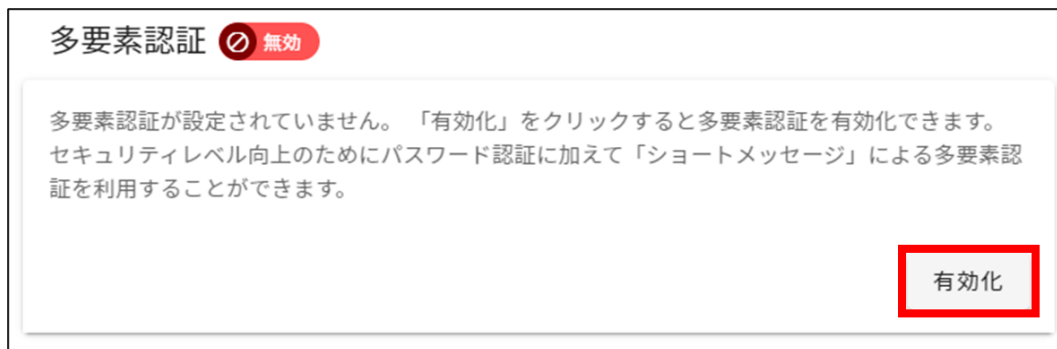 多要素認証 無効
多要素認証が設定されていません。 「有効化」をクリックすると多要素認証を有効化できます。
セキュリティレベル向上のためにパスワード認証に加えて「ショートメッセージ」による多要素認
証を利用することができます。
有効化